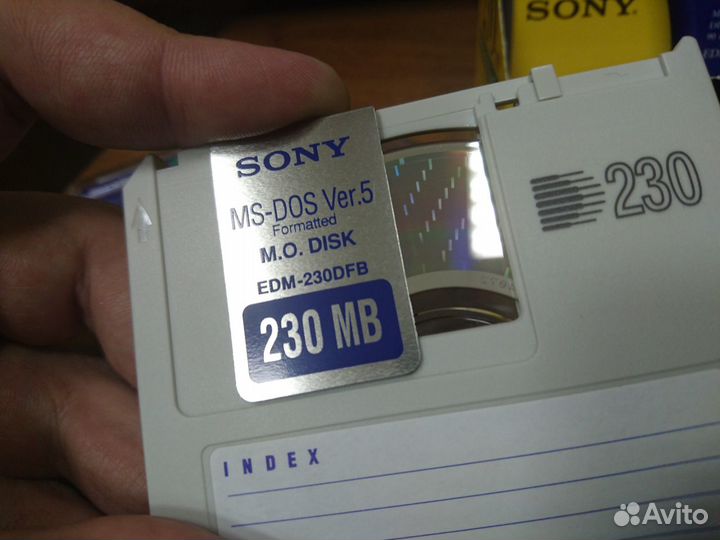 SONY
SONY
MS-DOS Ver.5
Formatted
M.O. DISK
EDM-230DFB
230 MB
230
INDEX
Avito